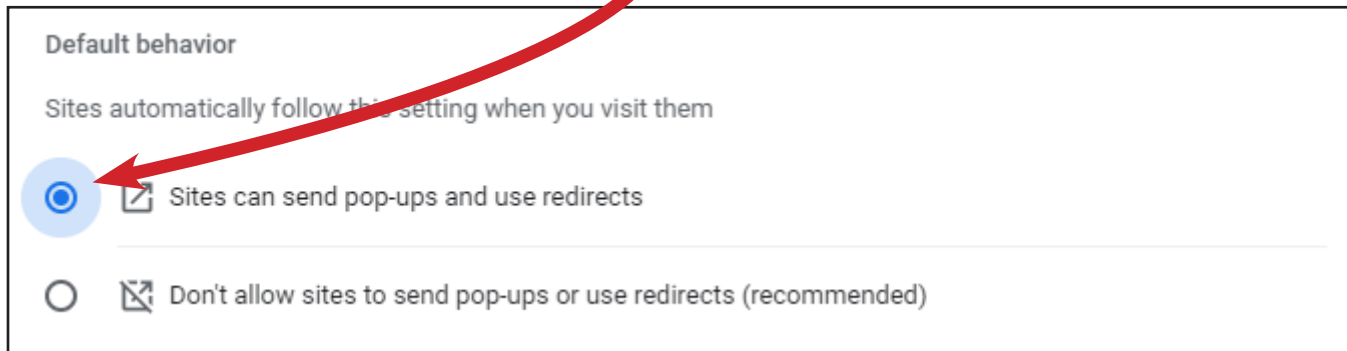 Default behavior
Sites automatically follow this setting when you visit them
Sites can send pop-ups and use redirects
Don't allow sites to send pop-ups or use redirects (recommended)